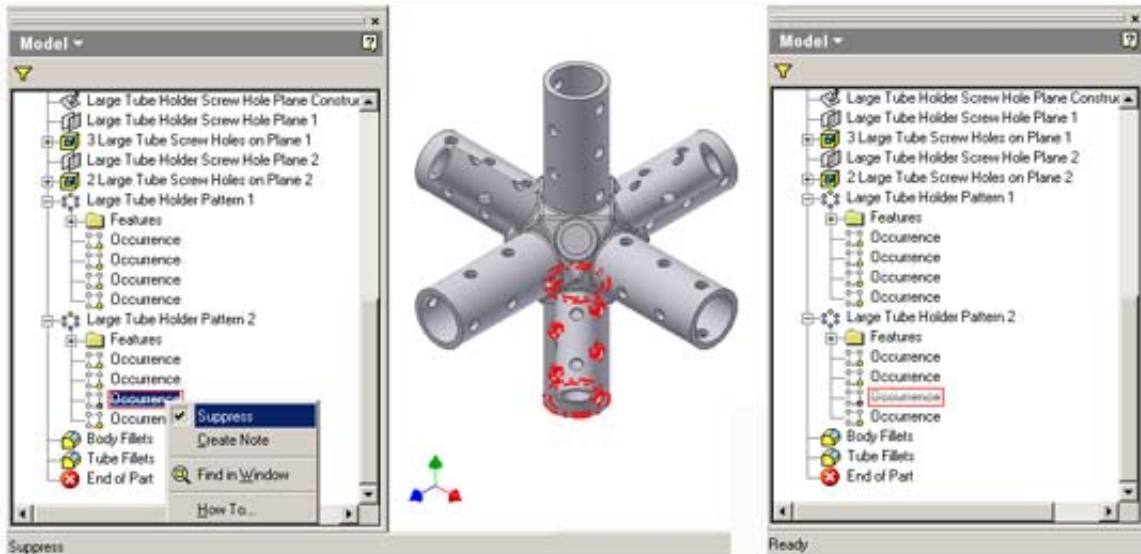 Model
Large Tube Holder Screw Hole Plane Construc
Large Tube Holder Screw Hole Plane 1
3 Large Tube Screw Holes on Plane 1
Large Tube Holder Screw Hole Plane 2
2 Large Tube Screw Holes on Plane 2
Large Tube Holder Pattern 1
Features
Occurrence
Occurrence
Occurrence
Occurrence
Large Tube Holder Pattern 2
Features
Occurrence
Occurrence
Occurrence
Occurren
Suppress
Create Note
Find in Window
How To...
Body Fillets
Tube Fillets
End of Part
Suppress
Model
Large Tube Holder Screw Hole Plane Construc
Large Tube Holder Screw Hole Plane 1
3 Large Tube Screw Holes on Plane 1
Large Tube Holder Screw Hole Plane 2
2 Large Tube Screw Holes on Plane 2
Large Tube Holder Pattern 1
Features
Occurrence
Occurrence
Occurrence
Occurrence
Large Tube Holder Pattern 2
Features
Occurrence
Occurrence
Occurrence
Occurrence
Body Fillets
Tube Fillets
End of Part
Ready